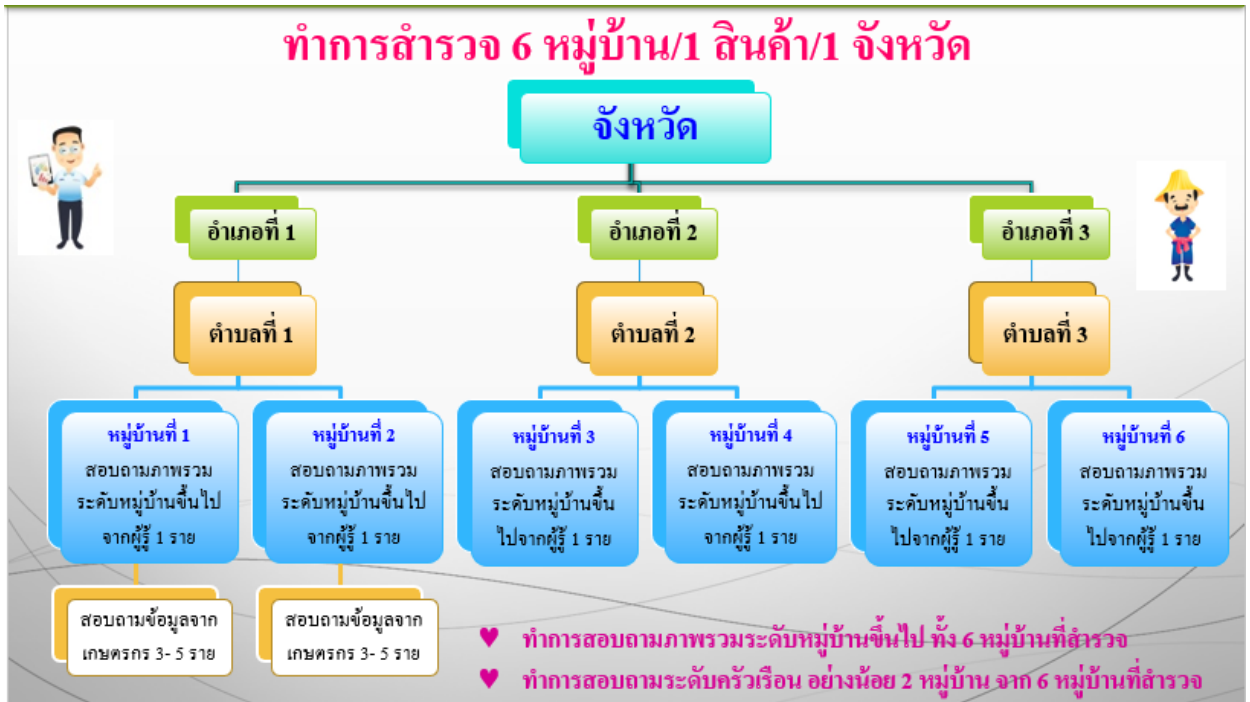 ทำการสำรวจ 6 หมู่บ้าน/1 สินค้า/1 จังหวัด
จังหวัด
อำเภอที่ 1
อำเภอที่ 2
อำเภอที่ 3
ตำบลที่ 1
ตำบลที่ 2
ตำบลที่ 3
หมู่บ้านที่ 1
สอบถามภาพรวม
ระดับหมู่บ้านขึ้นไป
จากผู้รู้ 1 ราย
หมู่บ้านที่ 2
สอบถามภาพรวม
ระดับหมู่บ้านขึ้นไป
จากผู้รู้ 1 ราย
หมู่บ้านที่ 3
สอบถามภาพรวม
ระดับหมู่บ้านขึ้น
ไปจากผู้รู้ 1 ราย
หมู่บ้านที่ 4
สอบถามภาพรวม
ระดับหมู่บ้านขึ้นไป
จากผู้รู้ 1 ราย
หมู่บ้านที่ 5
สอบถามภาพรวม
ระดับหมู่บ้านขึ้น
ไปจากผู้รู้ 1 ราย
หมู่บ้านที่ 6
สอบถามภาพรวม
ระดับหมู่บ้านขึ้น
ไปจากผู้รู้ 1 ราย
สอบถามข้อมูลจาก
เกษตรกร 3- 5 ราย
สอบถามข้อมูลจาก
เกษตรกร 3- 5 ราย
♥ ทำการสอบถามภาพรวมระดับหมู่บ้านขึ้นไป ทั้ง 6 หมู่บ้านที่สำรวจ
♥ ทำการสอบถามระดับครัวเรือน อย่างน้อย 2 หมู่บ้าน จาก 6 หมู่บ้านที่สำรวจ